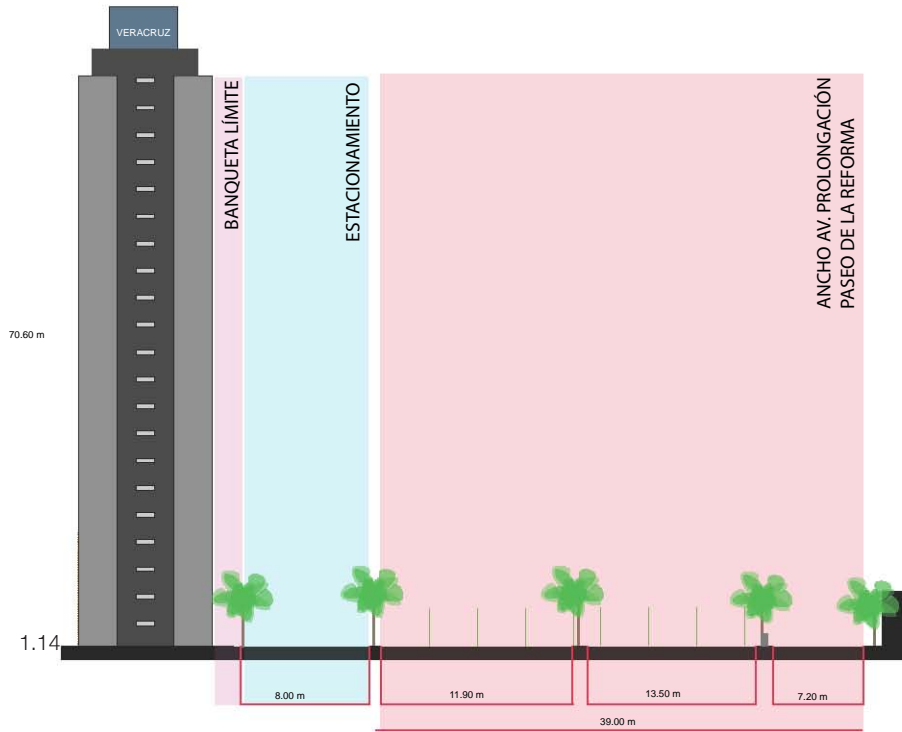 VERACRUZ
BANQUETA LÍMITE
ESTACIONAMIENTO
ANCHO AV. PROLONGACIÓN
PASEO DE LA REFORMA
70.60 m
1.14
8.00 m
11.90 m
13.50 m
7.20 m
39.00 m